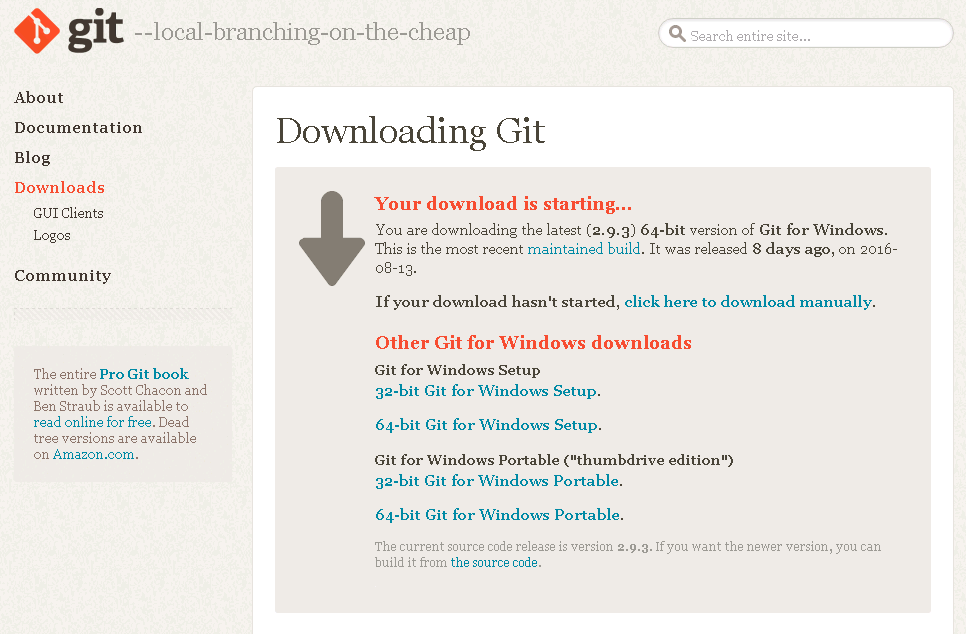 git --local-branching-on-the-cheap
Search entire site...
About
Documentation
Blog
Downloads
GUI Clients
Logos
Community
The entire Pro Git book
written by Scott Chacon and
Ben Straub is available to
read online for free. Dead
tree versions are available
on Amazon.com.
Downloading Git
Your download is starting...
You are downloading the latest (2.9.3) 64-bit version of Git for Windows.
This is the most recent maintained build. It was released 8 days ago, on 2016-
08-13.
If your download hasn't started, click here to download manually.
Other Git for Windows downloads
Git for Windows Setup
32-bit Git for Windows Setup.
64-bit Git for Windows Setup.
Git for Windows Portable ("thumbdrive edition")
32-bit Git for Windows Portable.
64-bit Git for Windows Portable.
The current source code release is version 2.9.3. If you want the newer version, you can
build it from the source code.